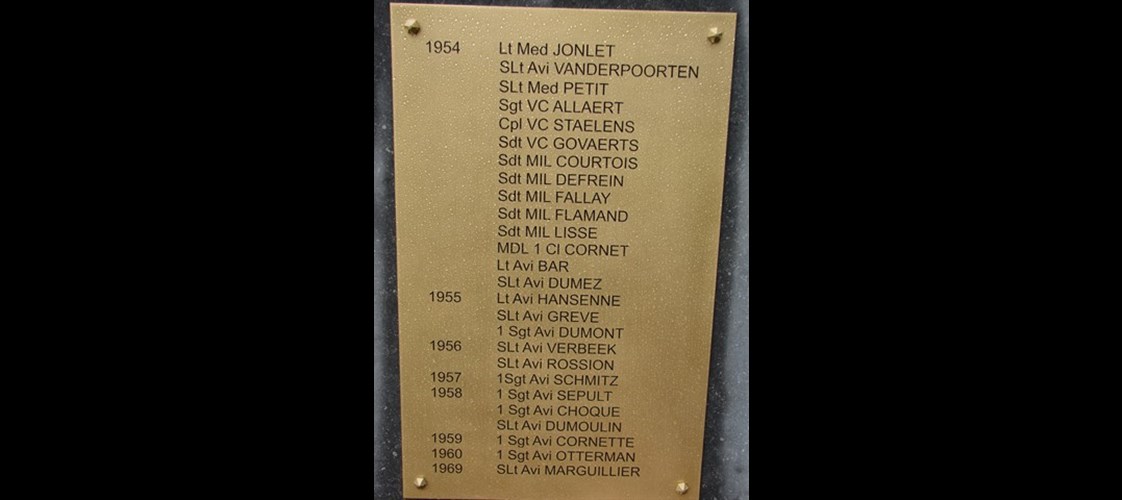 1954 Lt Med JONLET
SLt Avi VANDERPOORTEN
SLt Med PETIT
Sgt VC ALLAERT
Cpl VC STAELENS
Sdt VC GOVAERTS
Sdt MIL COURTOIS
Sdt MIL DEFREIN
Sdt MIL FALLAY
Sdt MIL FLAMAND
Sdt MIL LISSE
MDL 1 Cl CORNET
Lt Avi BAR
SLt Avi DUMEZ
1955 Lt Avi HANSENNE
SLt Avi GREVE
1 Sgt Avi DUMONT
1956 SLt Avi VERBEEK
SLt Avi ROSSION
1957 1Sgt Avi SCHMITZ
1958 1 Sgt Avi SEPULT
1 Sgt Avi CHOQUE
SLt Avi DUMOULIN
1959 1 Sgt Avi CORNETTE
1960 1 Sgt Avi OTTERMAN
1969 SLt Avi MARGUILLIER